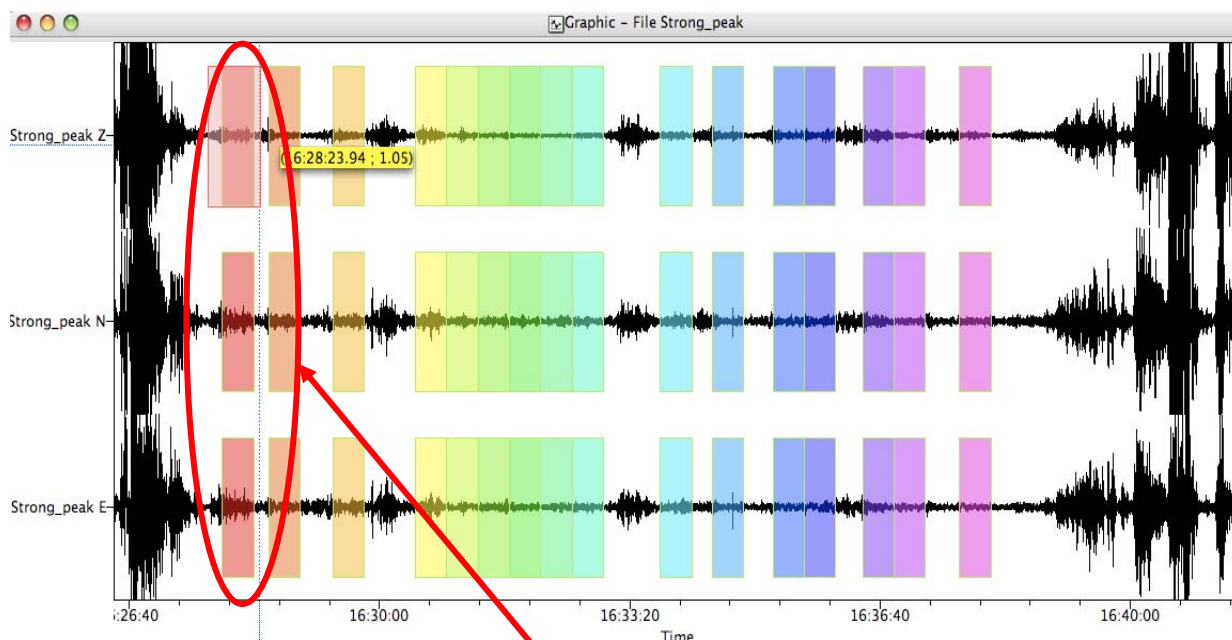 Graphic - File Strong_peak
Strong_peak Z
(16:28:23.94 ; 1.05)
Strong_peak N
Strong_peak E
:26:40
16:30:00
16:33:20
16:36:40
16:40:00
Time